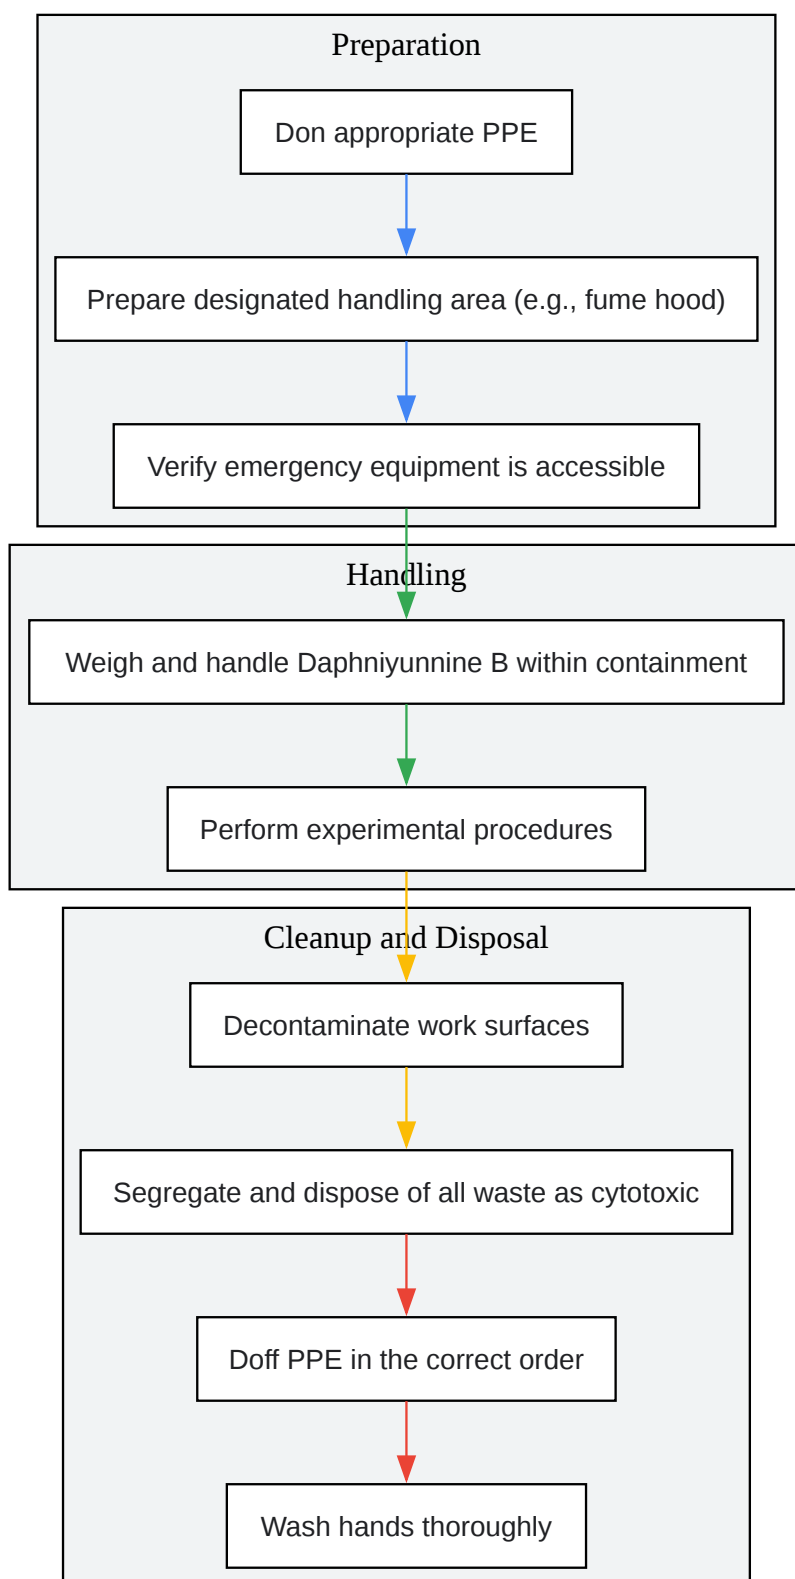 Preparation
Don appropriate PPE
Prepare designated handling area (e.g., fume hood)
Verify emergency equipment is accessible
Handling
Weigh and handle Daphniyunnine B within containment
Perform experimental procedures
Cleanup and Disposal
Decontaminate work surfaces
Segregate and dispose of all waste as cytotoxic
Doff PPE in the correct order
Wash hands thoroughly